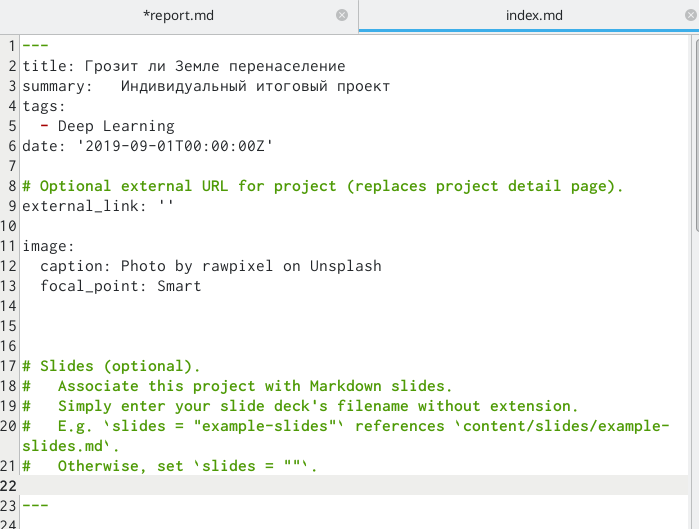 *report.md
index.md
1 ---
2 title: Грозит ли Земле перенаселение
3 summary:   Индивидуальный итоговый проект
4 tags:
5   - Deep Learning
6 date: '2019-09-01T00:00:00Z'
7
8 # Optional external URL for project (replaces project detail page).
9 external_link: ''
10
11 image:
12   caption: Photo by rawpixel on Unsplash
13   focal_point: Smart
14
15
16
17 # Slides (optional).
18 #   Associate this project with Markdown slides.
19 #   Simply enter your slide deck's filename without extension.
20 #   E.g. `slides = "example-slides"` references `content/slides/example-
slides.md`.
21 #   Otherwise, set `slides = ""`.
22
23 ---
24